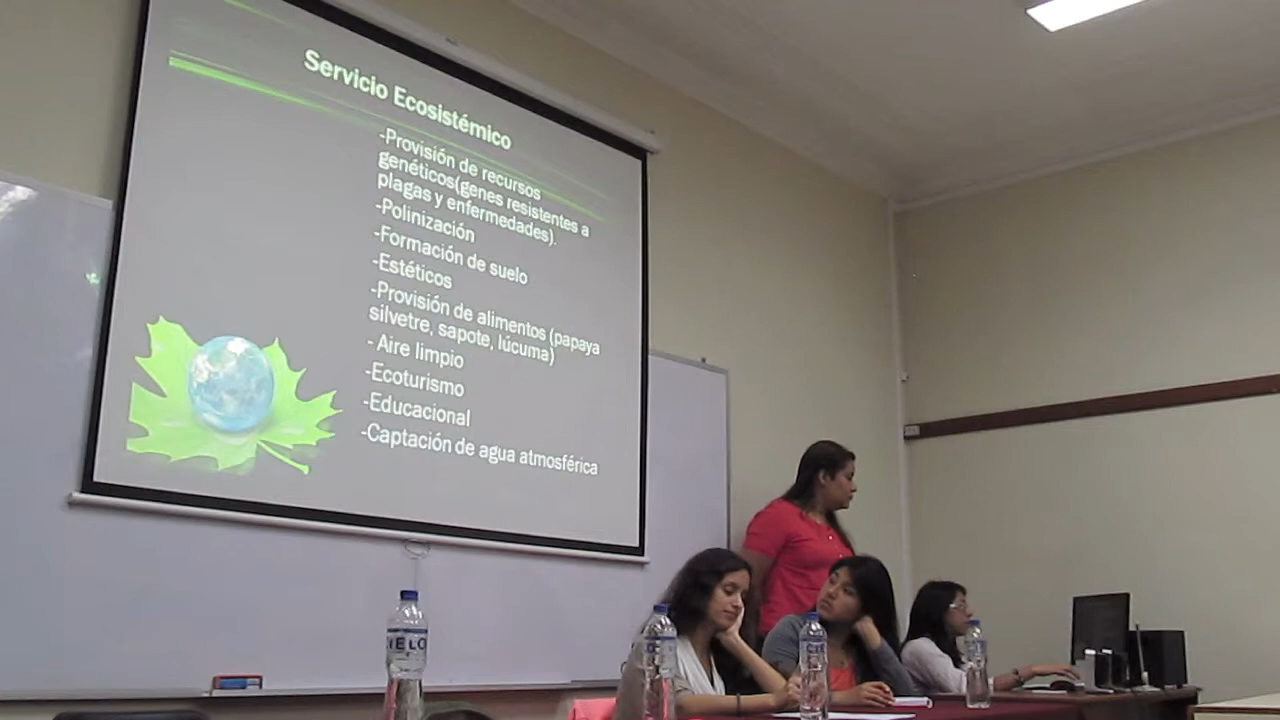 Servicio Ecosistémico
-Provisión de recursos
genéticos(genes resistentes a
plagas y enfermedades).
-Polinización
-Formación de suelo
-Estéticos
-Provisión de alimentos (papaya
silvetre, sapote, lúcuma)
- Aire limpio
-Ecoturismo
-Educacional
-Captación de agua atmosférica
CIELO